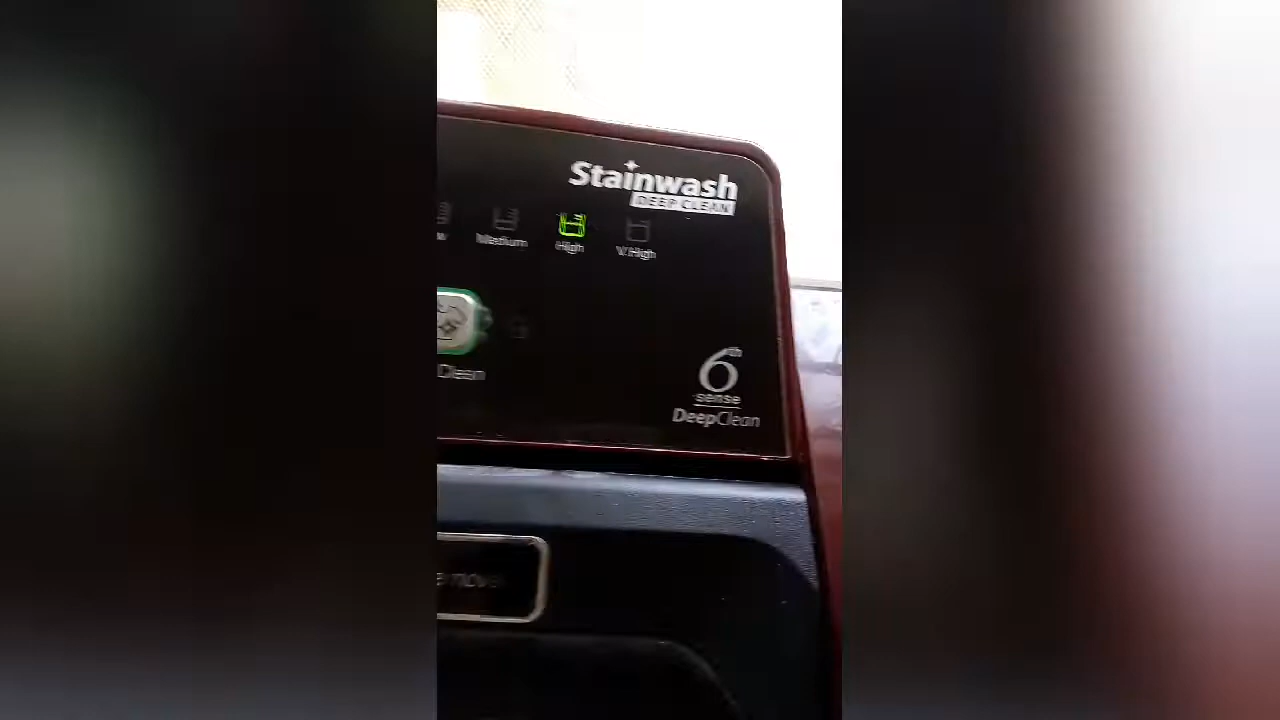 Stainwash
DEEP CLEAN
Medium High V.High
6th
sense
DeepClean
Clean